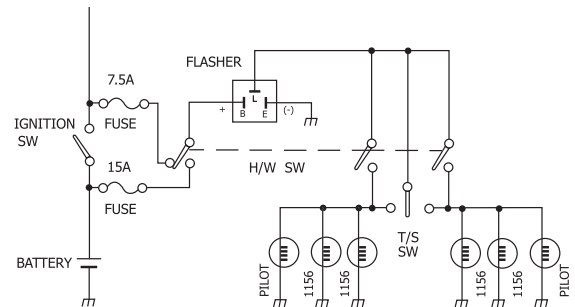 7.5A
FUSE
IGNITION
SW
15A
FUSE
BATTERY
FLASHER
+ B L E (-)
H/W SW
T/S
SW
PILOT
1156
1156
1156
1156
PILOT